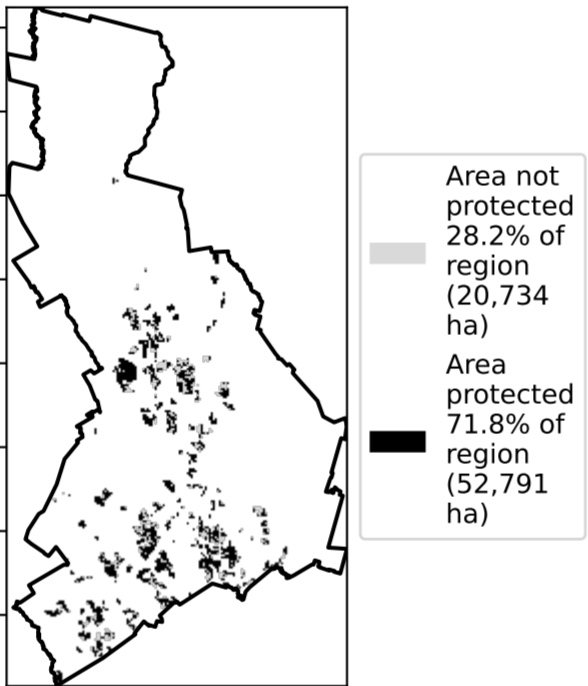 Area not
protected
28.2% of
region
(20,734
ha)
Area
protected
71.8% of
region
(52,791
ha)